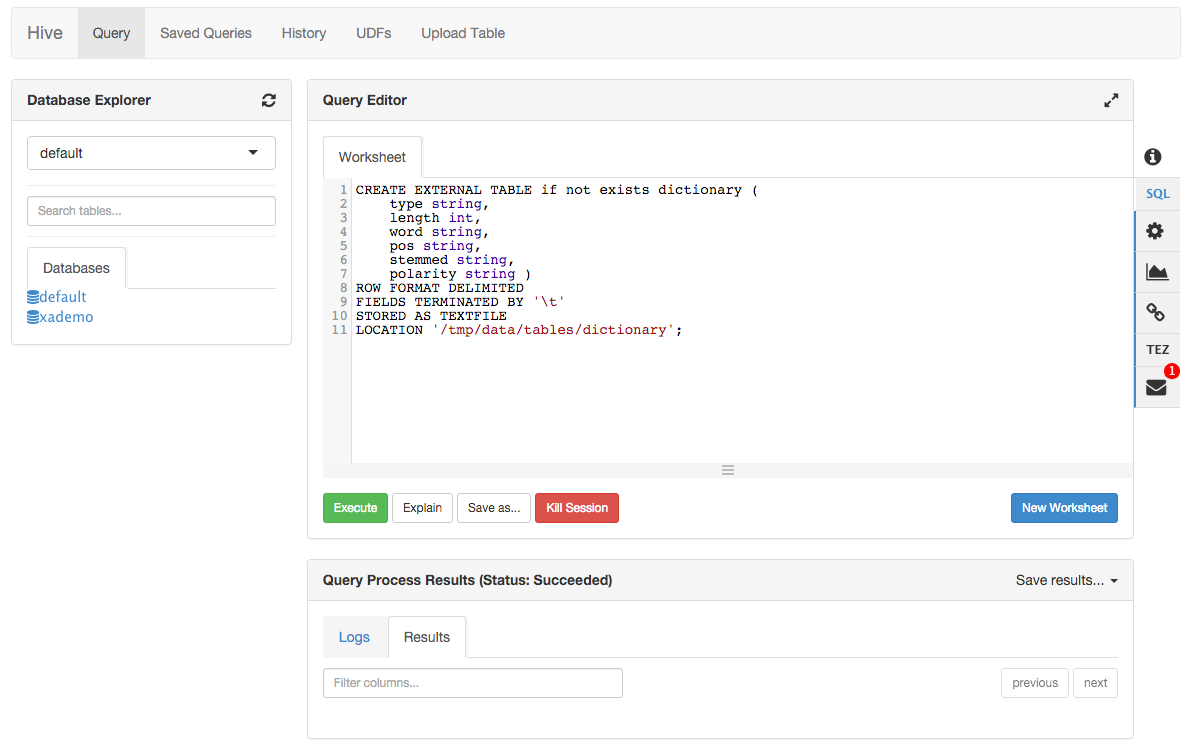 Hive Query Saved Queries History UDFs Upload Table
Database Explorer
default
Search tables...
Databases
default
xademo
Query Editor
Worksheet
1 CREATE EXTERNAL TABLE if not exists dictionary (
2     type string,
3     length int,
4     word string,
5     pos string,
6     stemmed string,
7     polarity string )
8 ROW FORMAT DELIMITED
9 FIELDS TERMINATED BY '\t'
10 STORED AS TEXTFILE
11 LOCATION '/tmp/data/tables/dictionary';
Execute Explain Save as... Kill Session New Worksheet
SQL
TEZ
1
Query Process Results (Status: Succeeded) Save results...
Logs Results
Filter columns... previous next